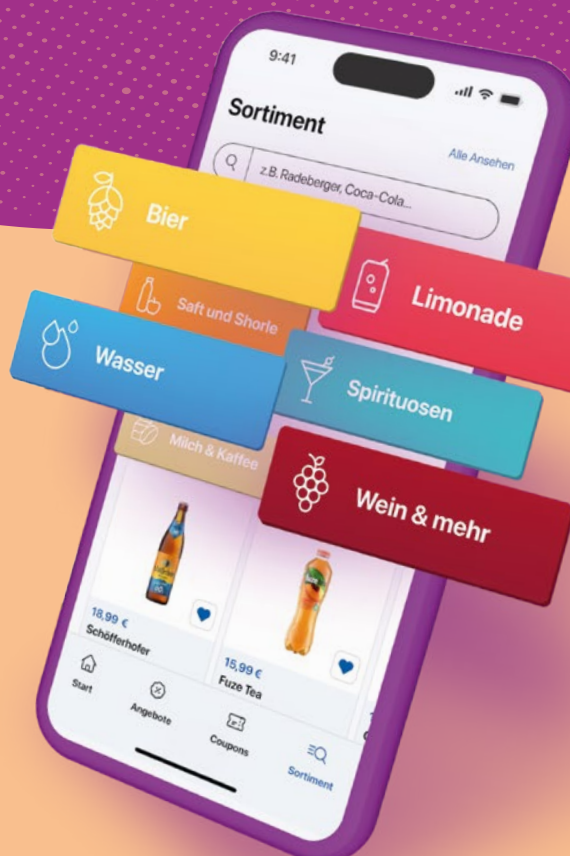 9:41
Sortiment
Alle Ansehen
z.B. Radeberger, Coca-Cola...
Bier
Limonade
Saft und Shorle
Wasser
Spirituosen
Milch & Kaffee
Wein & mehr
18,99 €
Schöfferhofer
15,99 €
Fuze Tea
Start
Angebote
Coupons
Sortiment